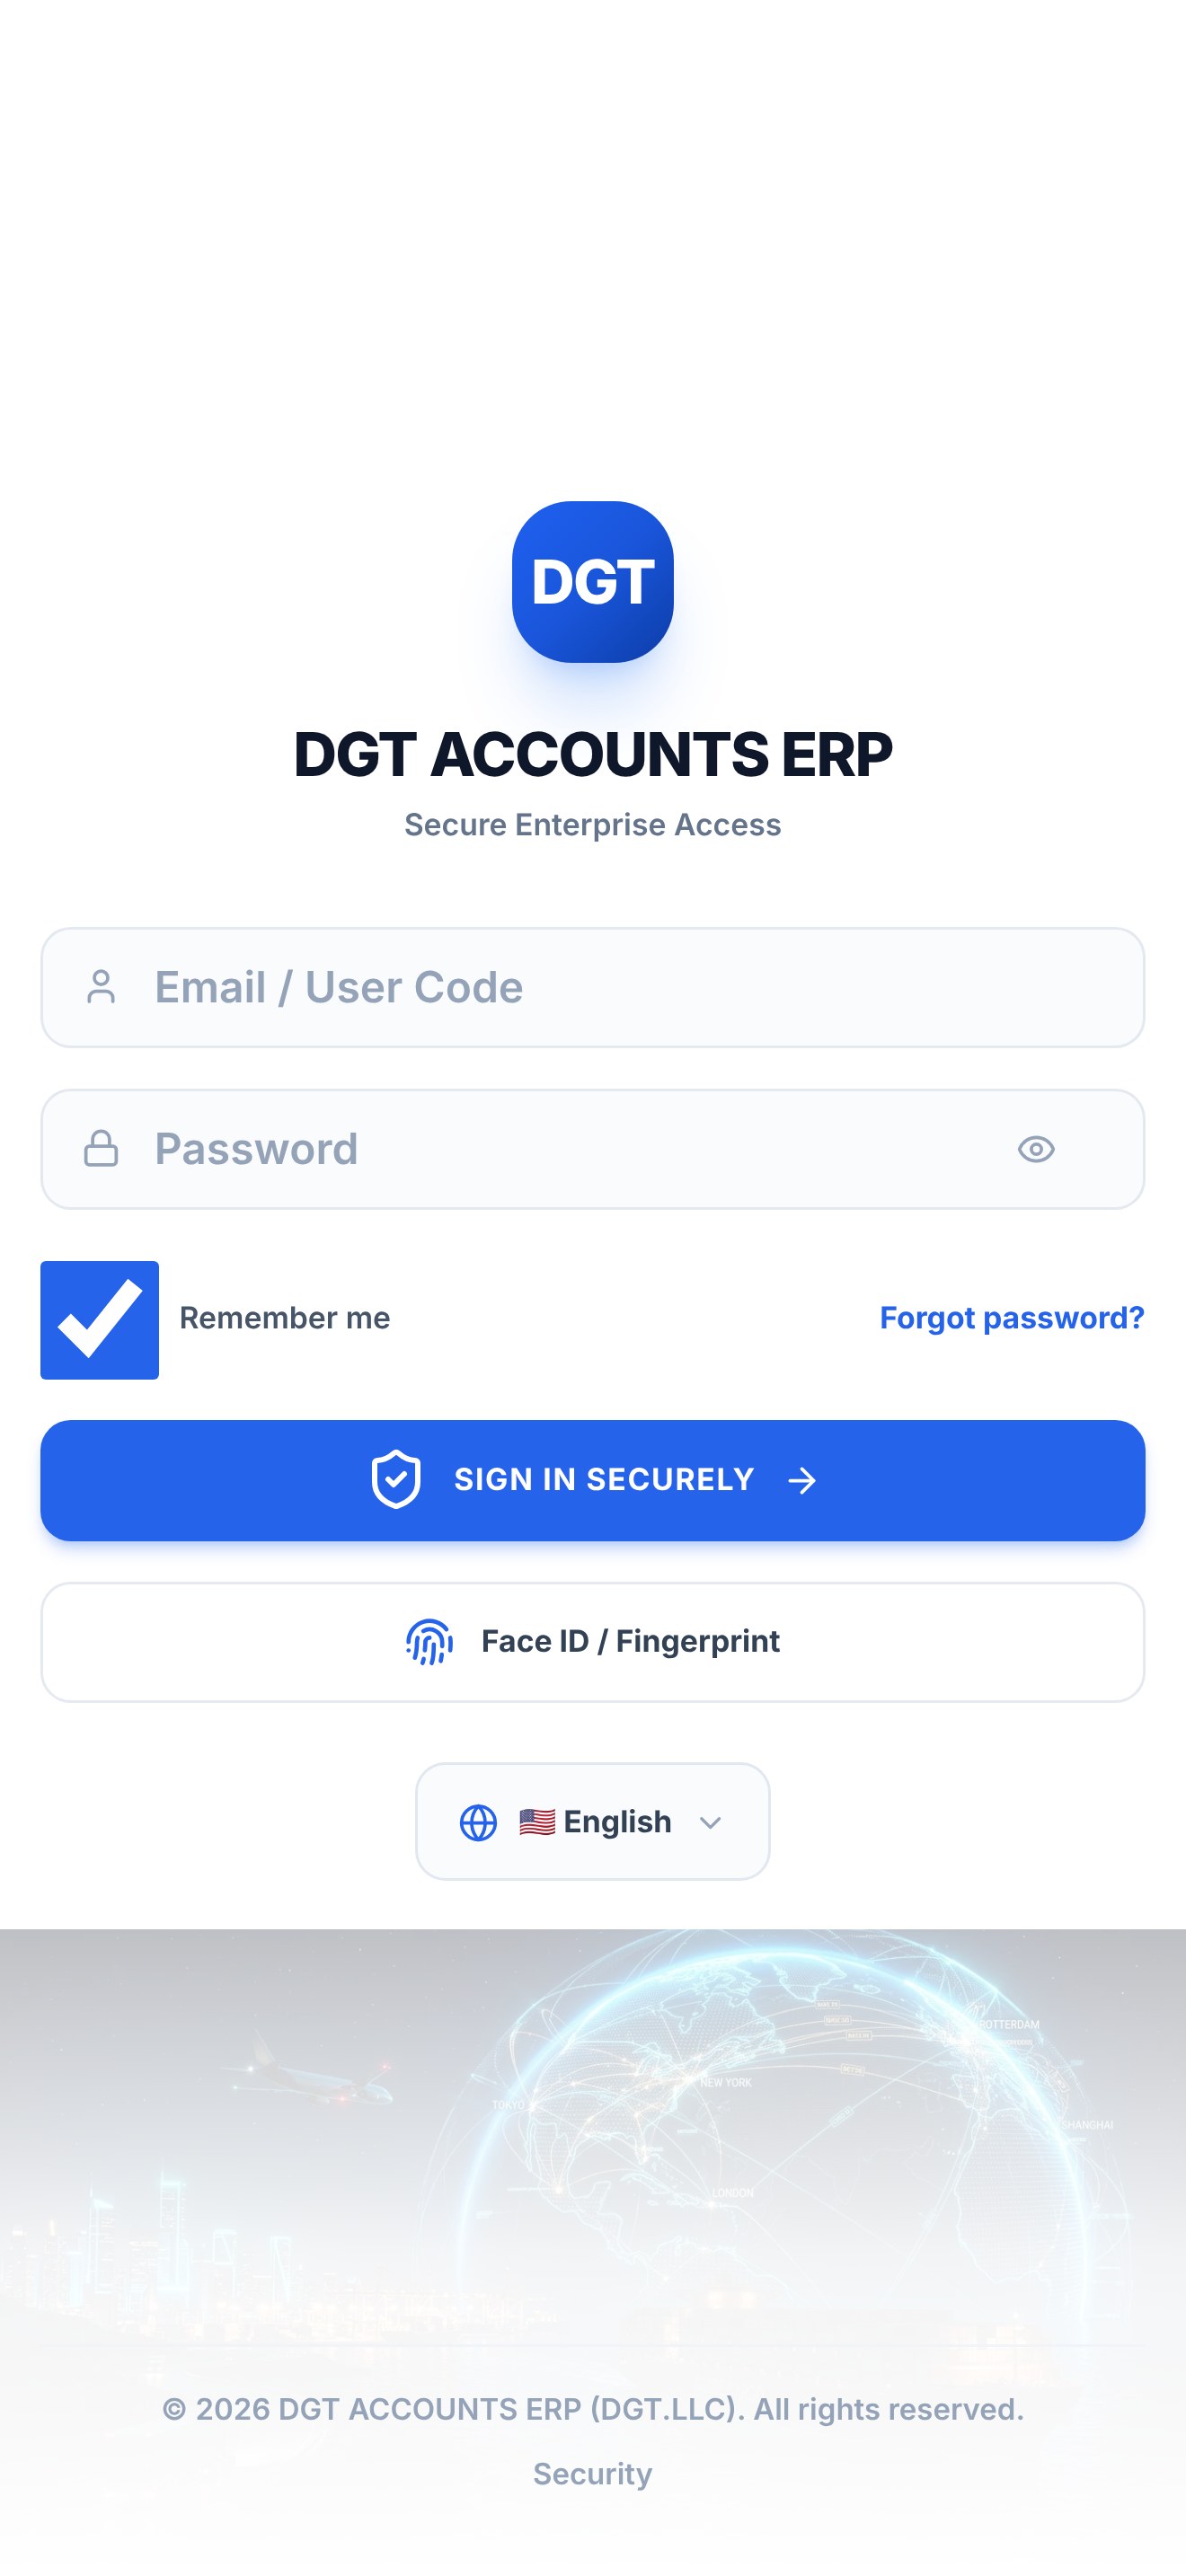 DGT
DGT ACCOUNTS ERP
Secure Enterprise Access
Email / User Code
Password
Remember me
Forgot password?
SIGN IN SECURELY
Face ID / Fingerprint
English
ROTTERDAM
NEW YORK
TOKYO
SHANGHAI
LONDON
© 2026 DGT ACCOUNTS ERP (DGT.LLC). All rights reserved.
Security